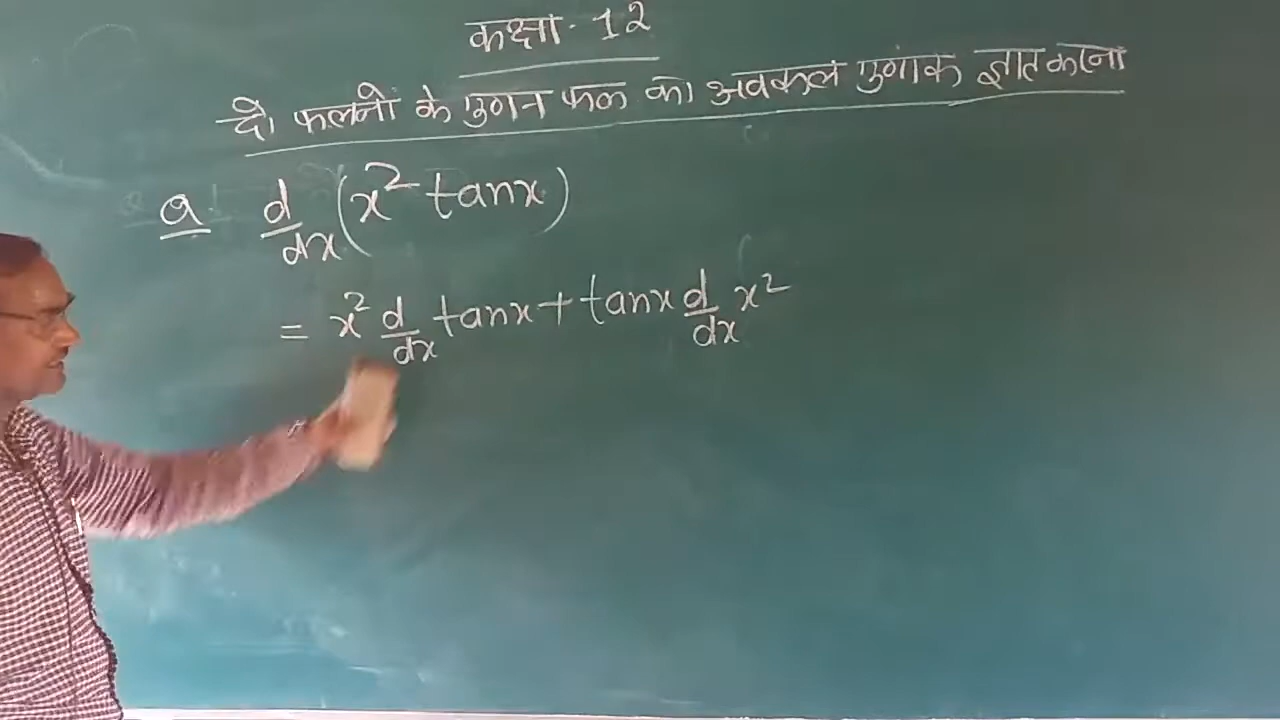 कक्षा - 12
दो फलनों के गुणन फल का अवकल गुणांक ज्ञात करना
Q d/dx (x² tanx)
= x² d/dx tanx + tanx d/dx x²